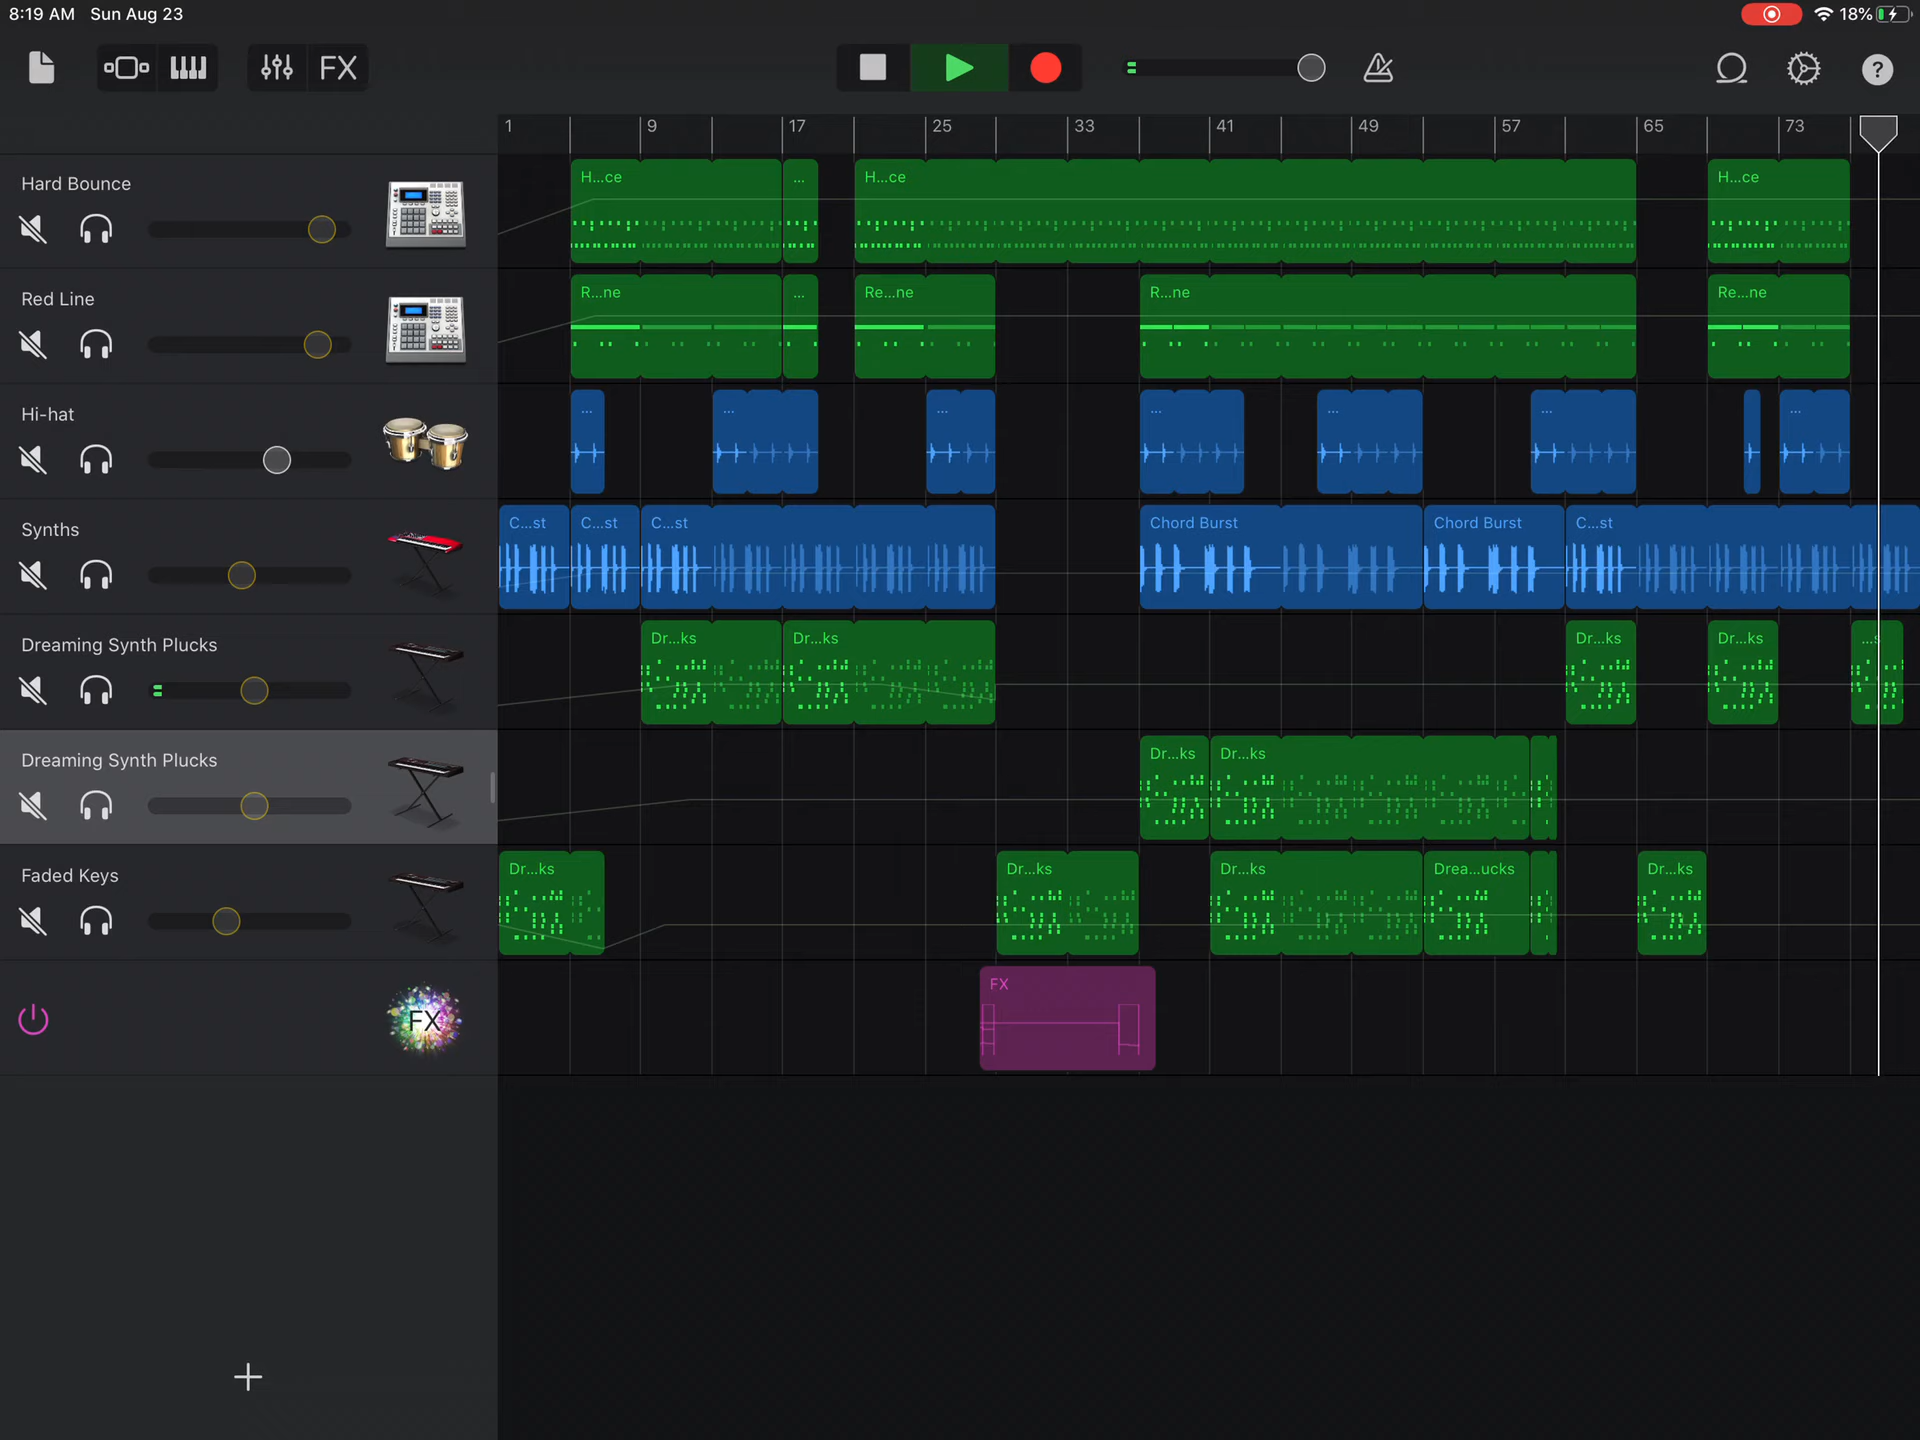 8:19 AM Sun Aug 23
18%
FX
?
1 9 17 25 33 41 49 57 65 73
Hard Bounce
H...ce ... H...ce H...ce
Red Line
R...ne ... Re...ne R...ne Re...ne
Hi-hat
... ... ... ... ... ... ...
Synths
C...st C...st C...st Chord Burst Chord Burst C...st
Dreaming Synth Plucks
Dr...ks Dr...ks Dr...ks Dr...ks ...s
Dreaming Synth Plucks
Dr...ks Dr...ks
Faded Keys
Dr...ks Dr...ks Dr...ks Drea...ucks Dr...ks
FX
FX